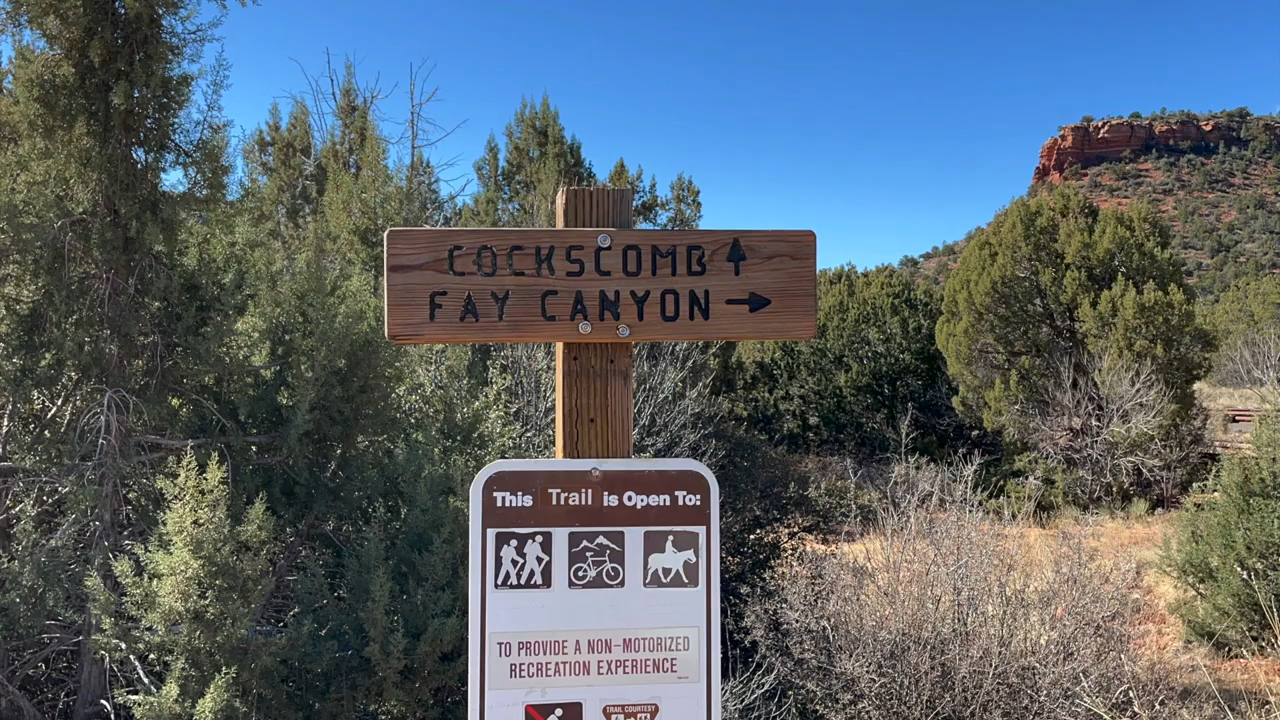 COCKSCOMB
FAY CANYON
This Trail is Open To:
TO PROVIDE A NON-MOTORIZED
RECREATION EXPERIENCE
TRAIL COURTESY